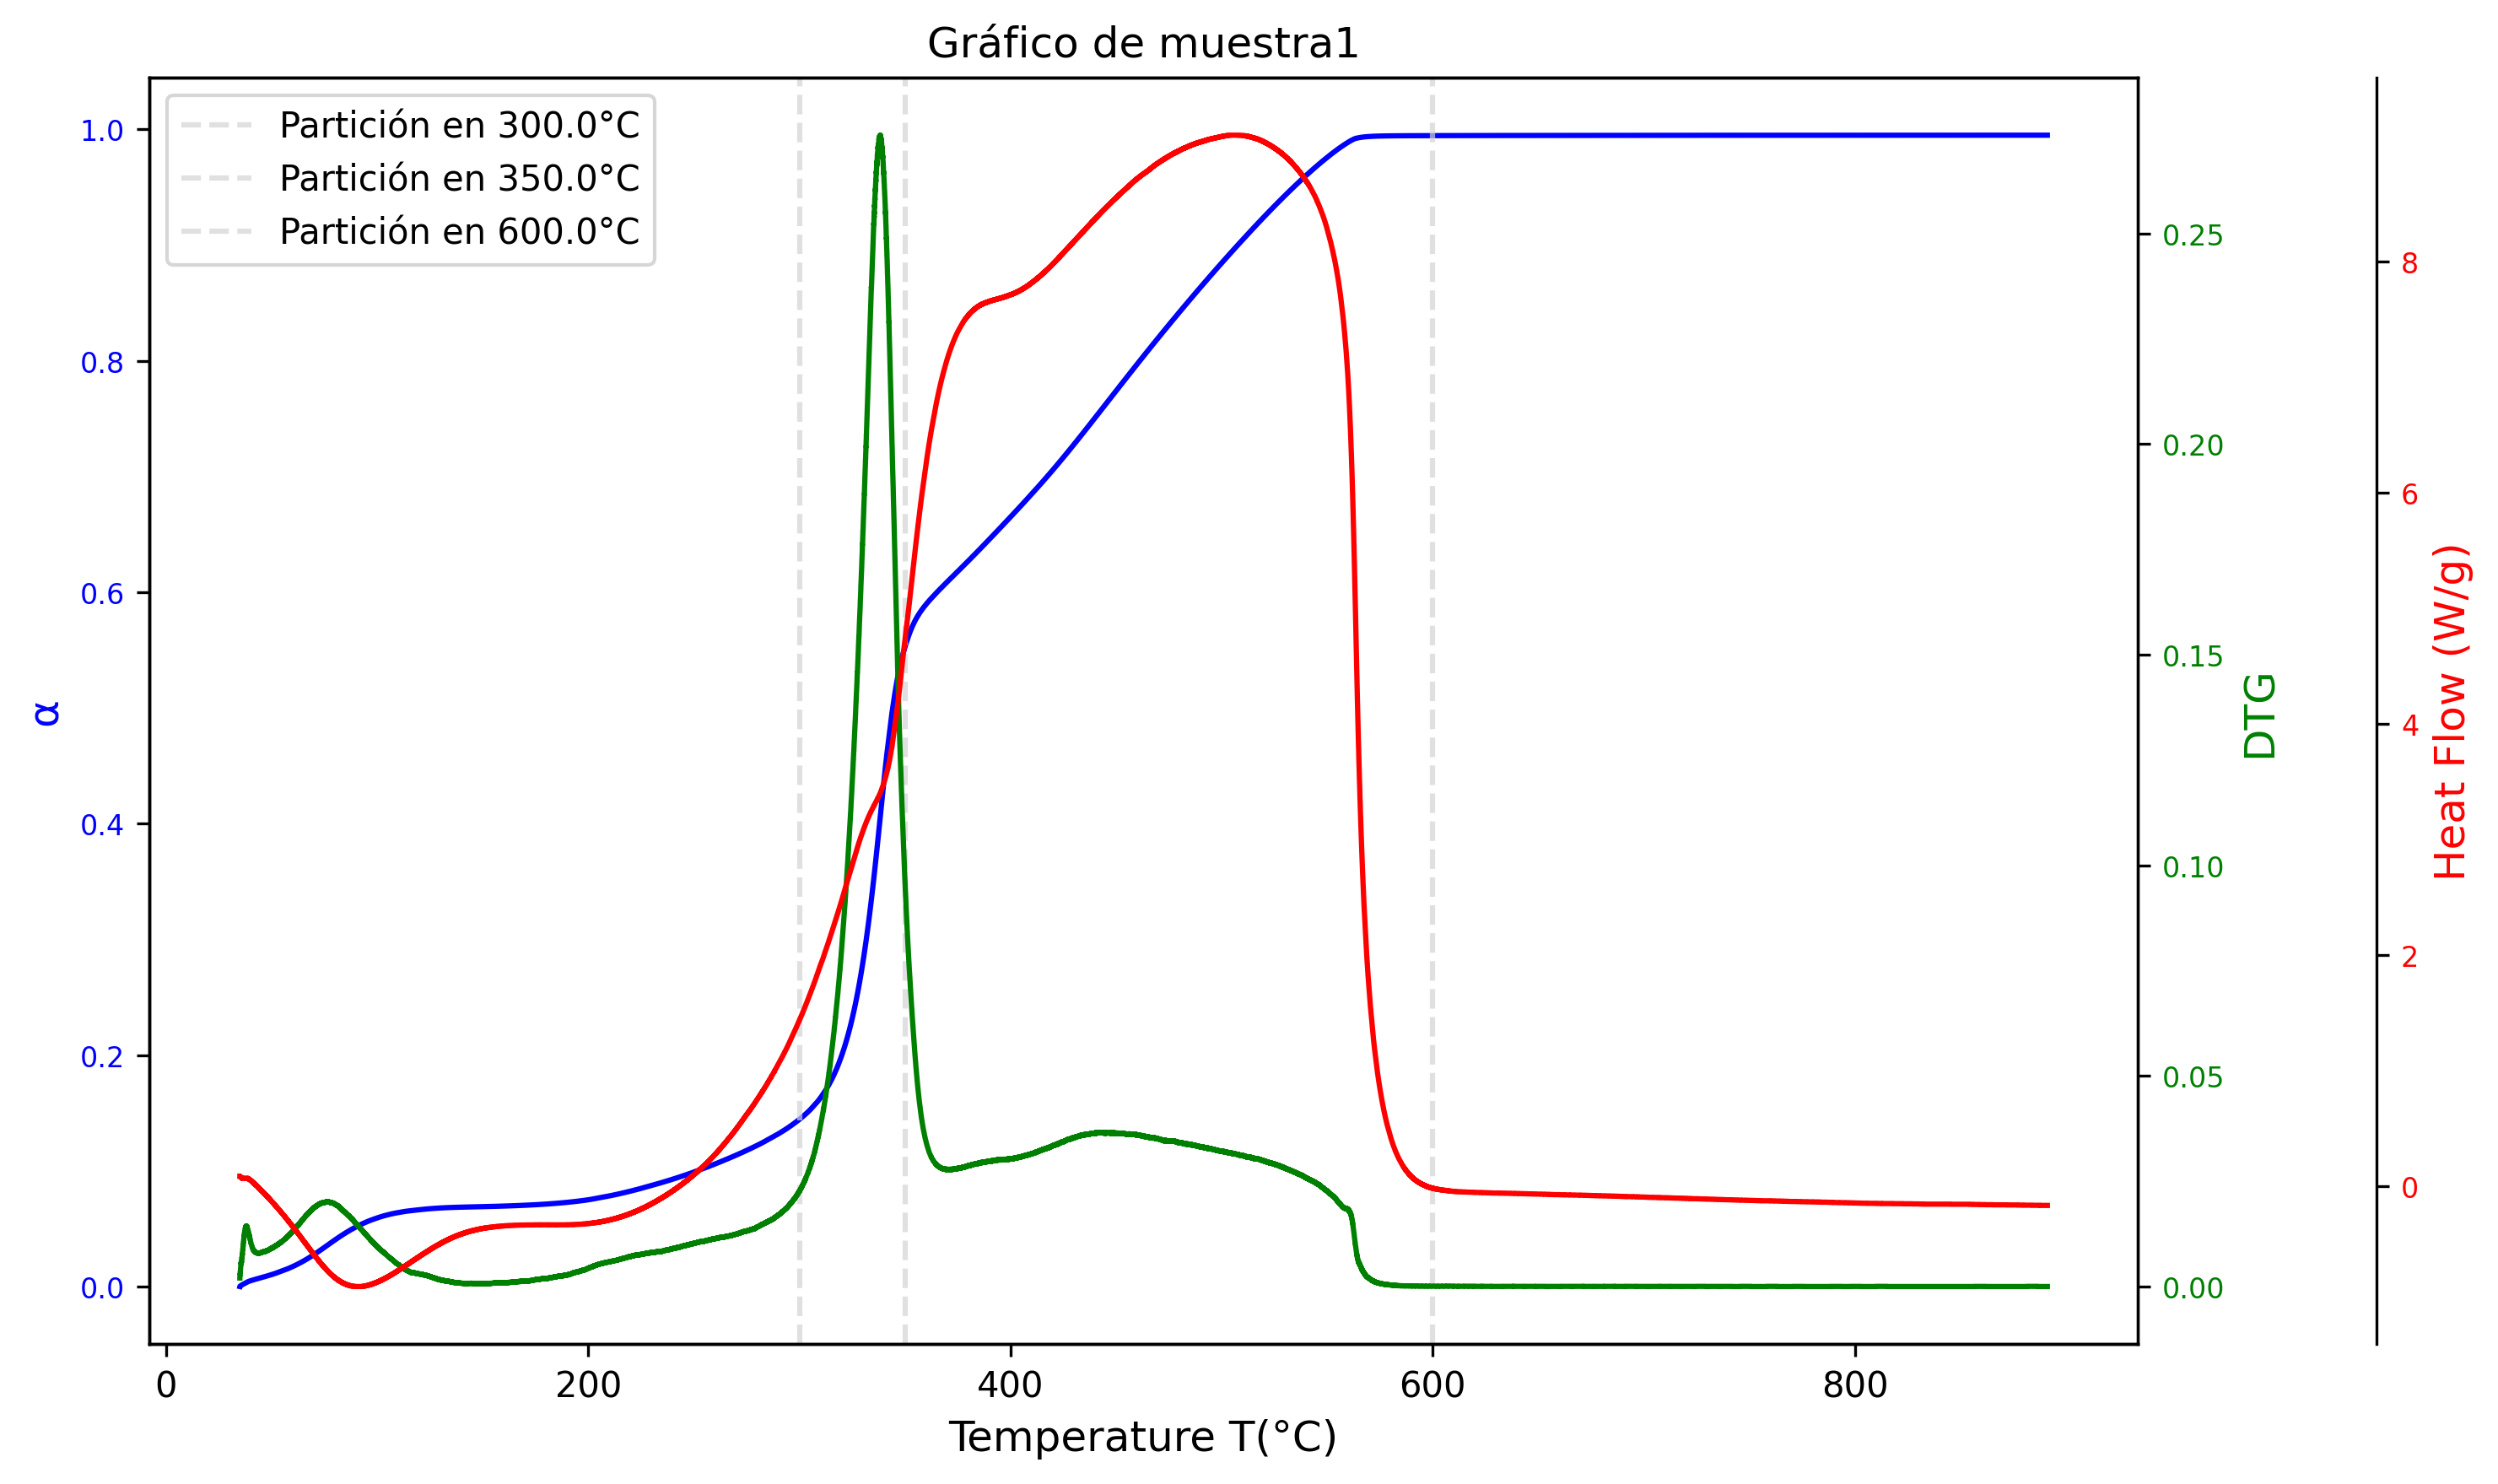 Gráfico de muestra1
Partición en 300.0°C
Partición en 350.0°C
Partición en 600.0°C
1.0
0.8
0.6
0.4
0.2
0.0
α
0 200 400 600 800
Temperature T(°C)
0.25
0.20
0.15
0.10
0.05
0.00
DTG
8
6
4
2
0
Heat Flow (W/g)